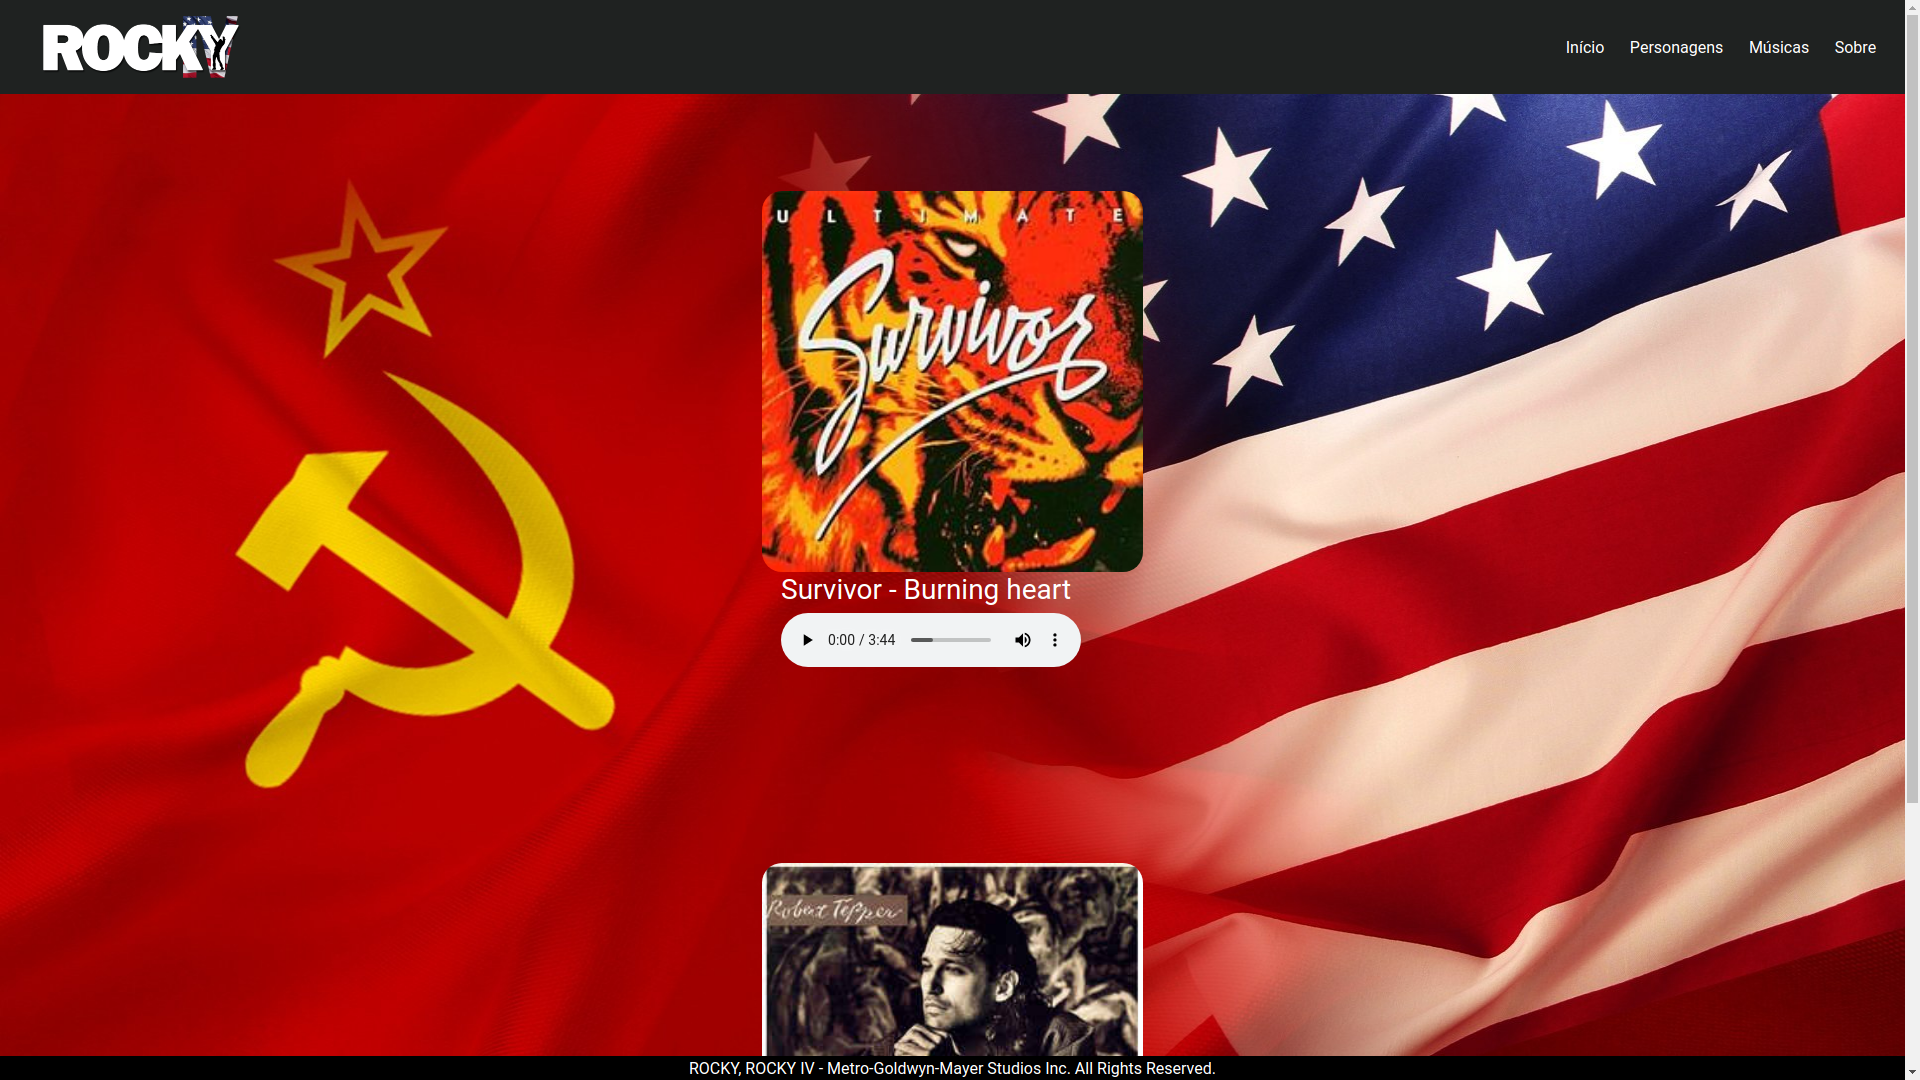 ROCKY
Início Personagens Músicas Sobre
ULTIMATE
Survivor
Survivor - Burning heart
0:00 / 3:44
Robert Tepper
ROCKY, ROCKY IV - Metro-Goldwyn-Mayer Studios Inc. All Rights Reserved.